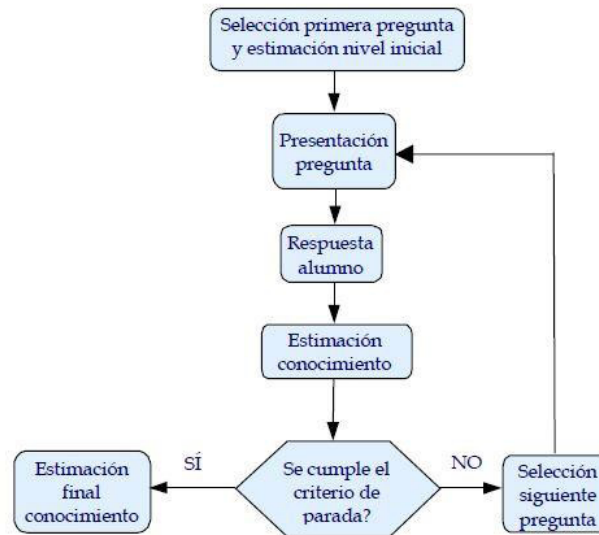 Selección primera pregunta
y estimación nivel inicial
Presentación
pregunta
Respuesta
alumno
Estimación
conocimiento
Se cumple el
criterio de
parada?
SÍ
Estimación
final
conocimiento
NO
Selección
siguiente
pregunta